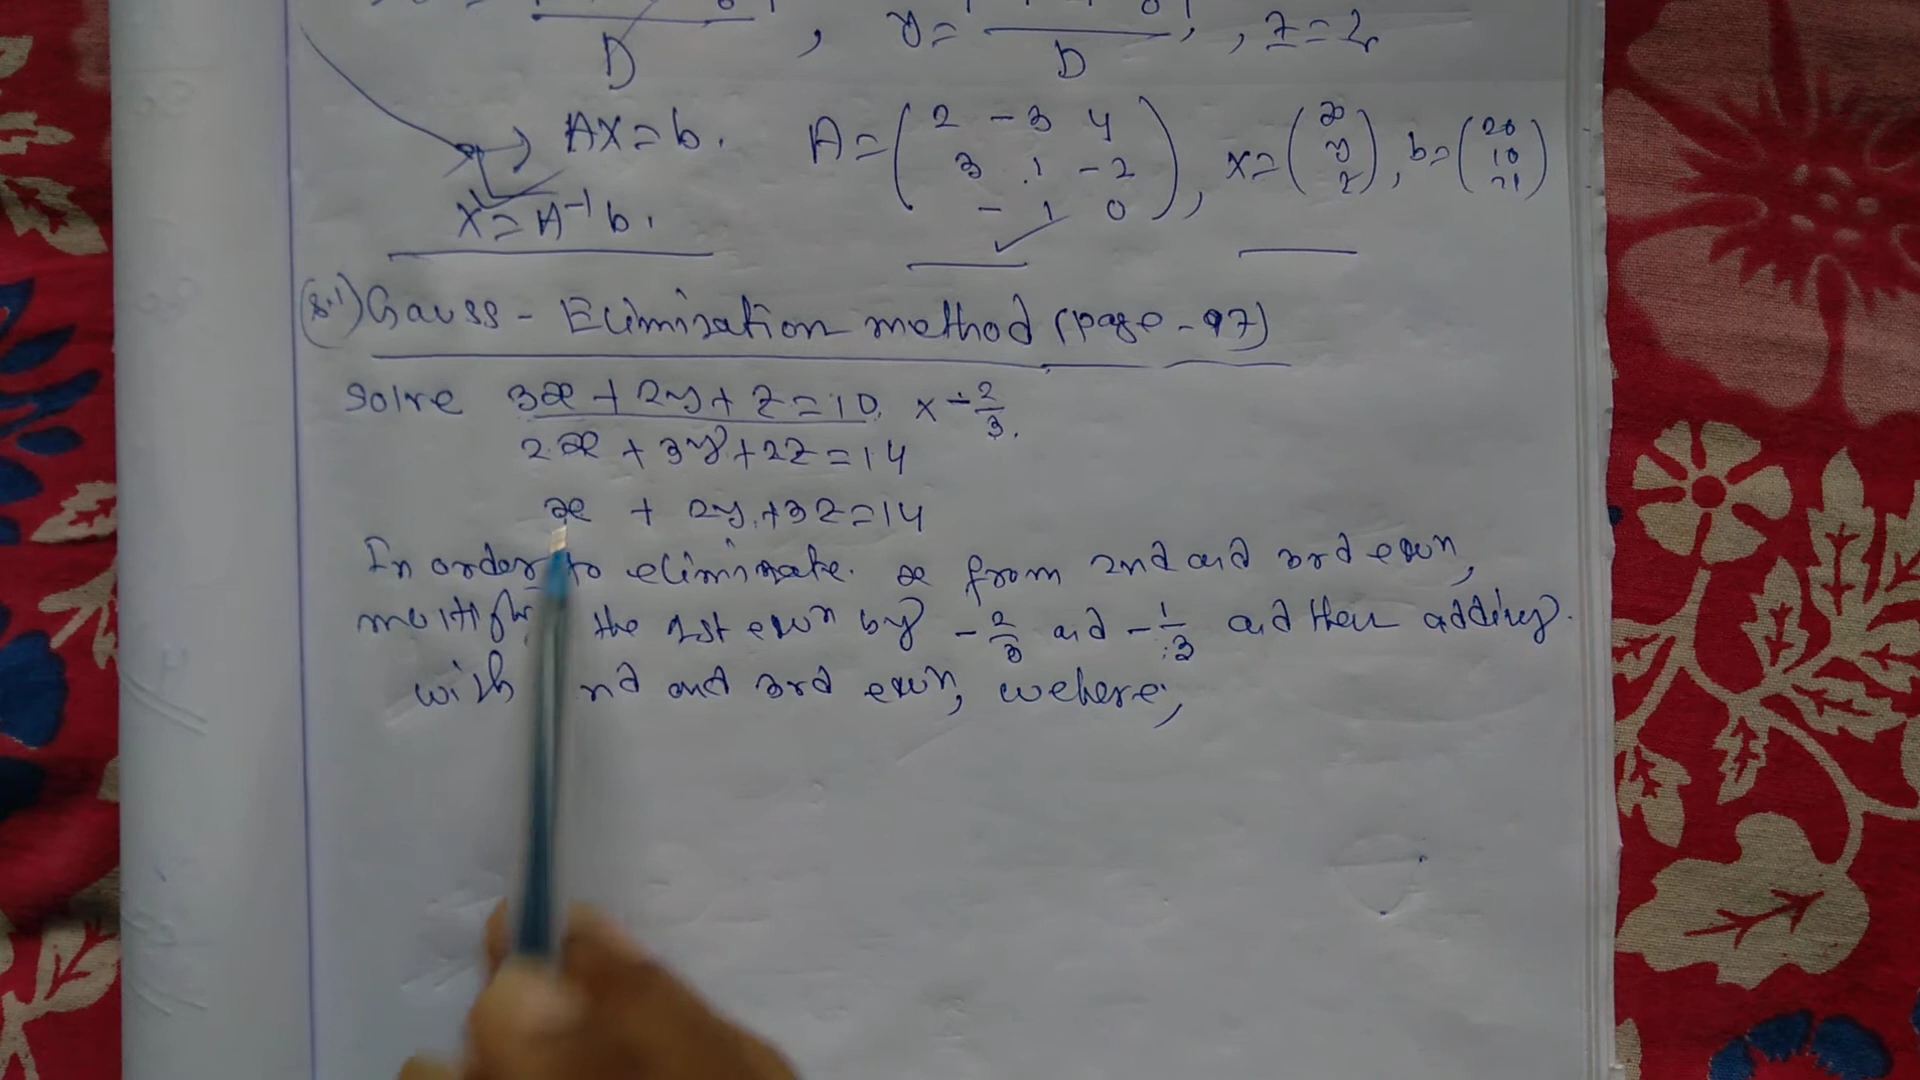 D , y = D , z = 2
AX = b. A = ( 2 -3 4 3 1 -2 - 1 0 ), x = ( x y z ), b = ( 20 10 21 )
X = A⁻¹ b.
(8.1) Gauss - Elimination method (page - 97)
Solve 3x + 2y + z = 10. x - 2/3.
2x + 3y + 2z = 14
x + 2y + 3z = 14
In order to eliminate x from 2nd and 3rd eqn,
the 1st eqn by - 2/3 and - 1/3 and then adding.
with nd and 3rd eqn, we here,